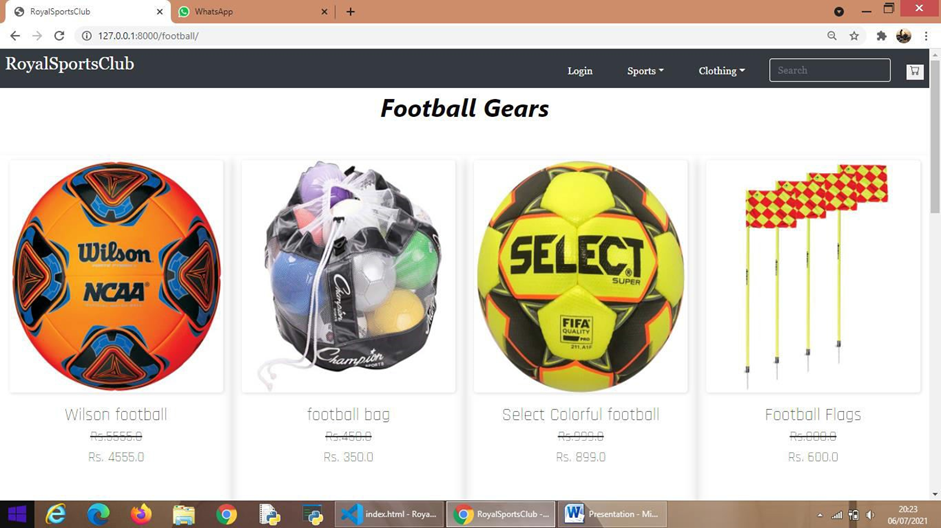 RoyalSportsClub
WhatsApp
127.0.0.1:8000/football/
RoyalSportsClub
Login
Sports
Clothing
Search
Football Gears
Wilson
NCAA
Champion
SPORTS
SELECT
SUPER
FIFA
QUALITY
PRO
Wilson football
football bag
Select Colorful football
Football Flags
Rs.5555.0
Rs.450.0
Rs.999.0
Rs.800.0
Rs. 4555.0
Rs. 350.0
Rs. 899.0
Rs. 600.0
index.html - Roya...
RoyalSportsClub -...
Presentation - Mi...
20:23
06/07/2021